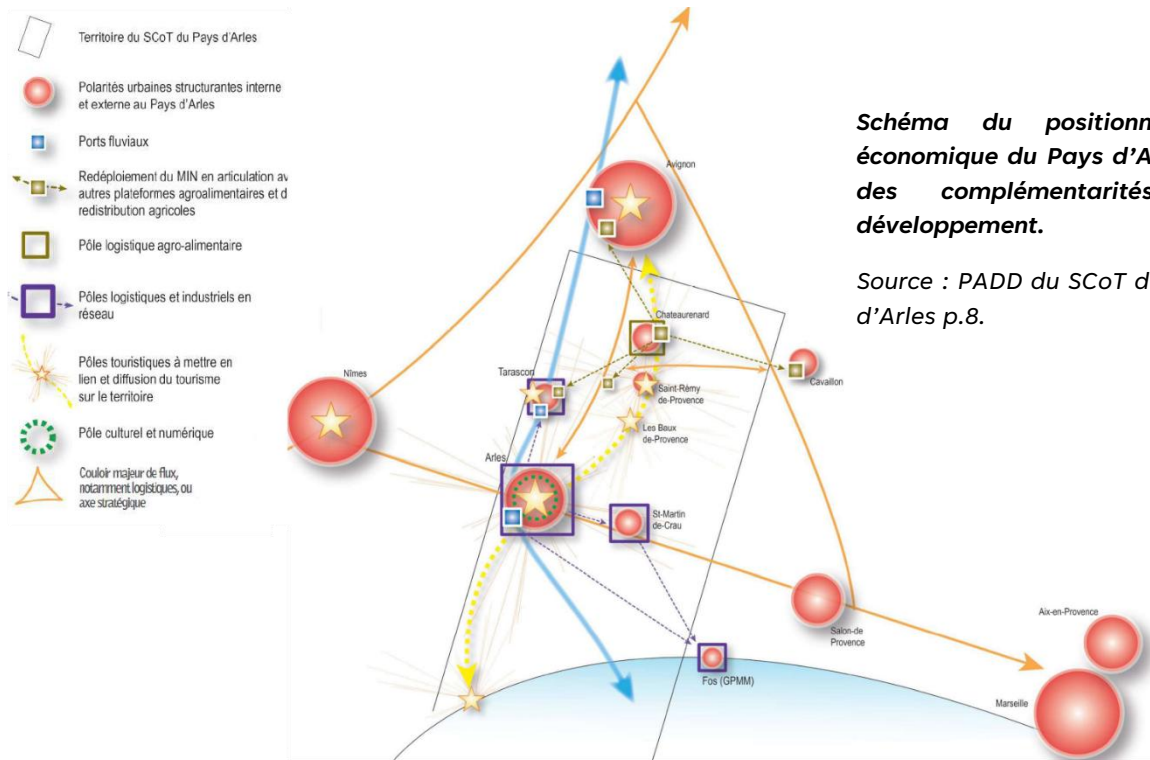 Territoire du SCoT du Pays d'Arles
Polarités urbaines structurantes interne
et externe au Pays d'Arles
Ports fluviaux
Redéploiement du MIN en articulation av
autres plateformes agroalimentaires et d
redistribution agricoles
Pôle logistique agro-alimentaire
Pôles logistiques et industriels en
réseau
Pôles touristiques à mettre en
lien et diffusion du tourisme
sur le territoire
Pôle culturel et numérique
Couloir majeur de flux,
notamment logistiques, ou
axe stratégique
Avignon
Chateaurenard
Cavaillon
Tarascon
Nîmes
Saint-Rémy
de-Provence
Les Baux
de-Provence
Arles
St-Martin
de-Crau
Salon-de
Provence
Aix-en-Provence
Fos (GPMM)
Marseille
Schéma du positionn
économique du Pays d'A
des complémentarités
développement.
Source : PADD du SCoT d
d'Arles p.8.